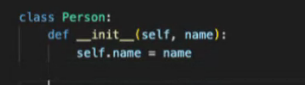 class Person:
    def __init__(self, name):
        self.name = name